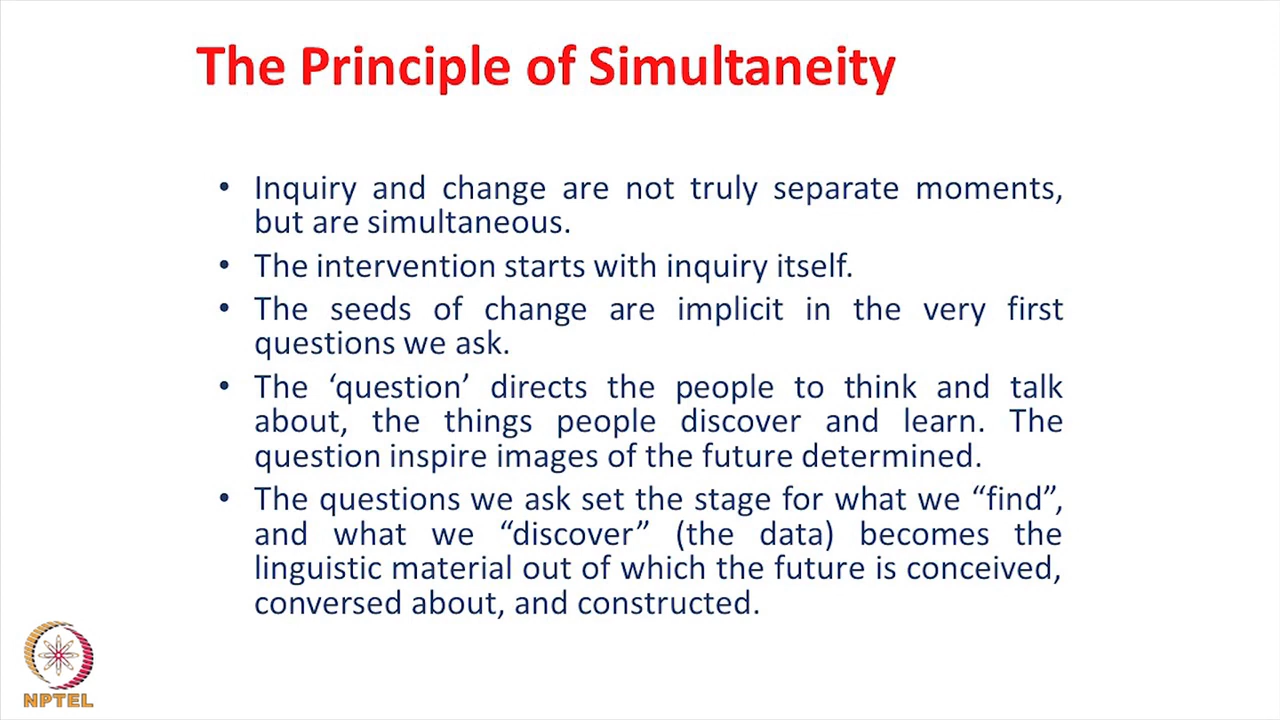 The Principle of Simultaneity
• Inquiry and change are not truly separate moments,
but are simultaneous.
• The intervention starts with inquiry itself.
• The seeds of change are implicit in the very first
questions we ask.
• The ‘question’ directs the people to think and talk
about, the things people discover and learn. The
question inspire images of the future determined.
• The questions we ask set the stage for what we “find”,
and what we “discover” (the data) becomes the
linguistic material out of which the future is conceived,
conversed about, and constructed.
NPTEL